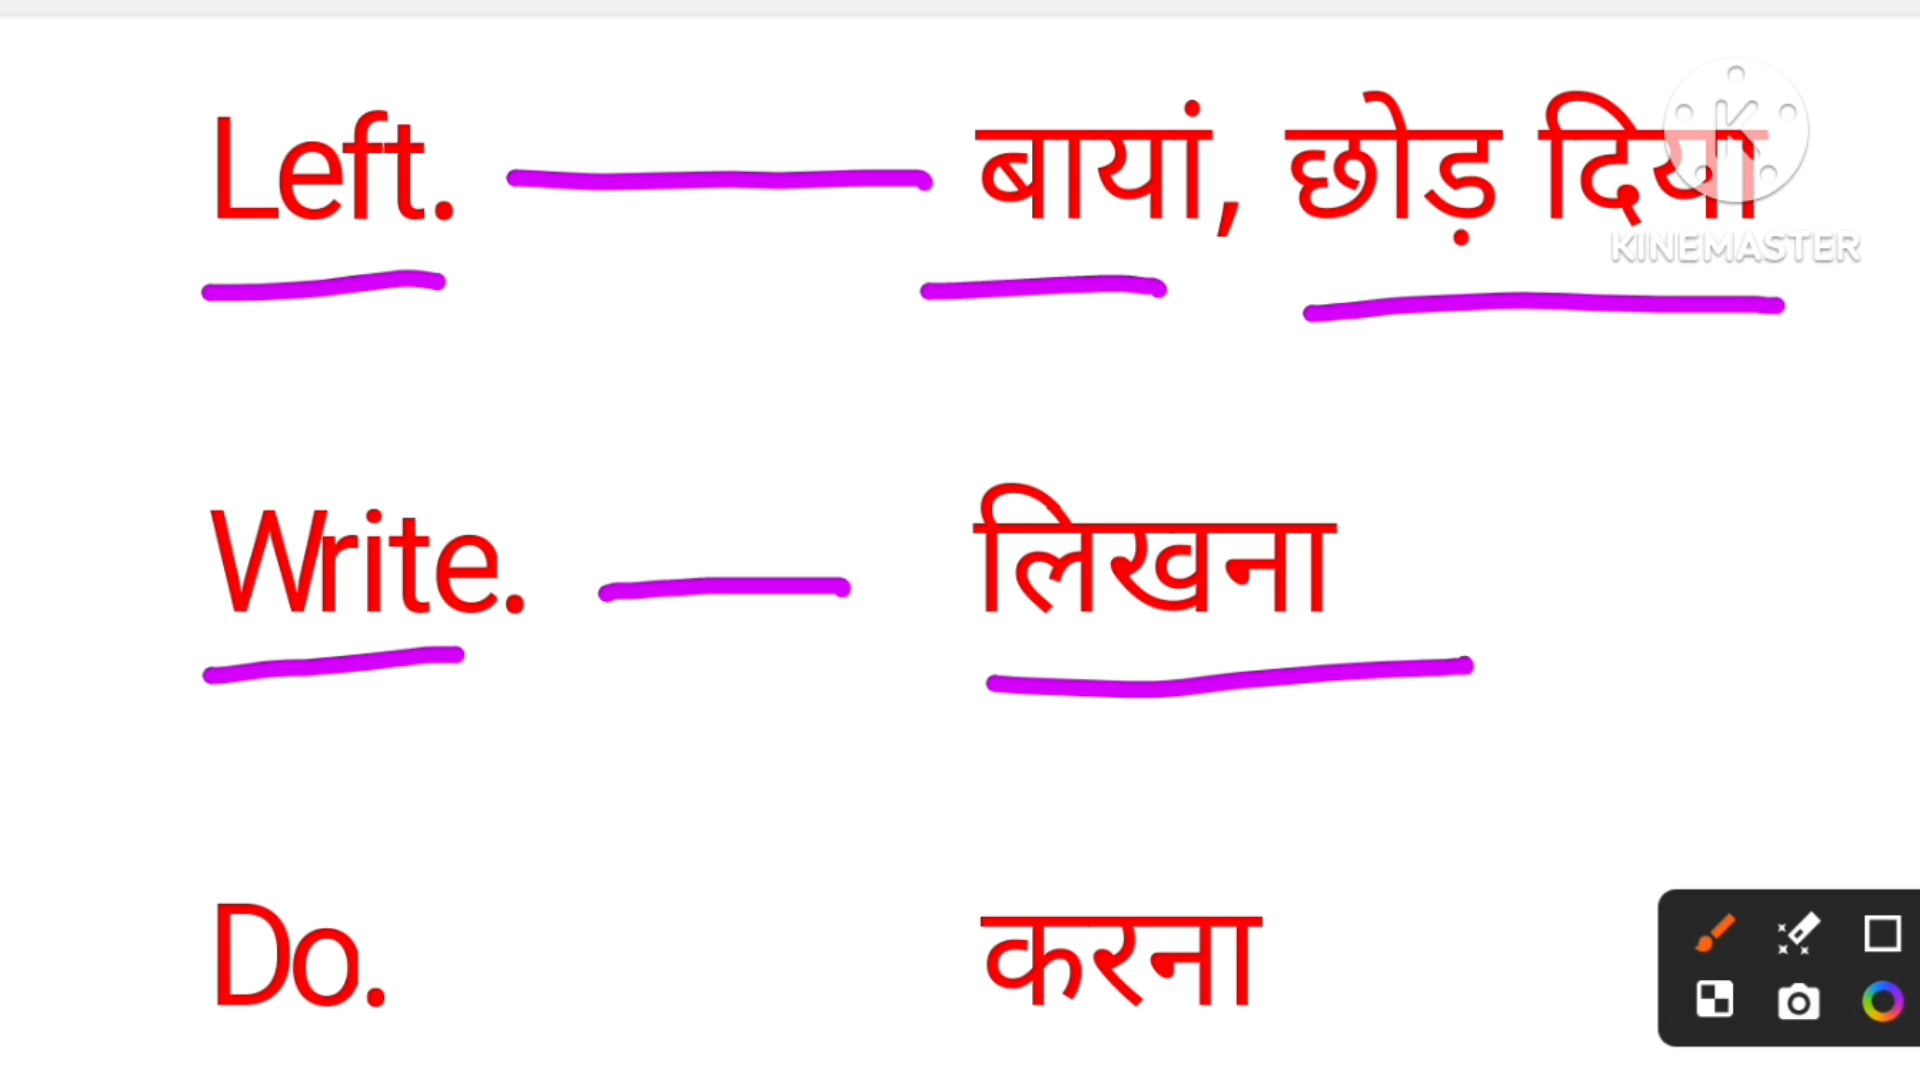 Left. बायां, छोड़ दिया
KINEMASTER
Write. लिखना
Do. करना